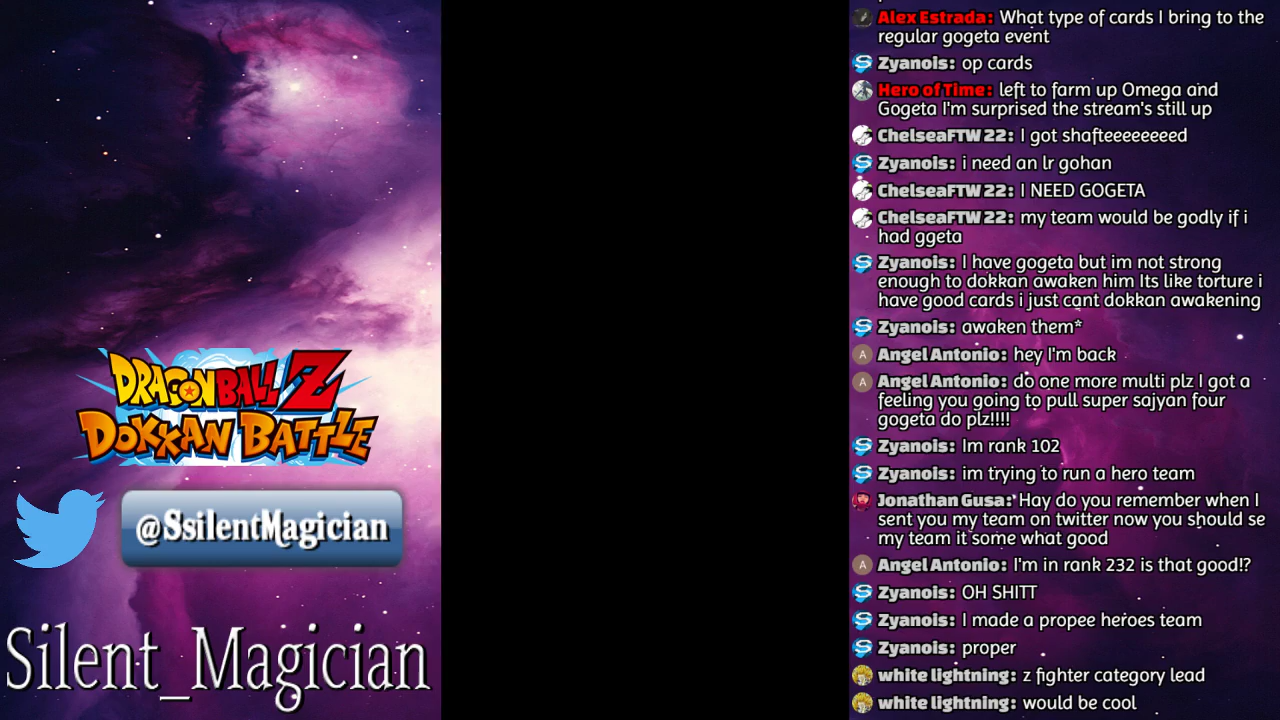 DRAGON BALL Z
DOKKAN BATTLE
@SsilentMagician
Silent_Magician
Alex Estrada: What type of cards I bring to the
regular gogeta event
Zyanois: op cards
Hero of Time: left to farm up Omega and
Gogeta I'm surprised the stream's still up
ChelseaFTW 22: I got shafteeeeeeeed
Zyanois: i need an lr gohan
ChelseaFTW 22: I NEED GOGETA
ChelseaFTW 22: my team would be godly if i
had ggeta
Zyanois: I have gogeta but im not strong
enough to dokkan awaken him Its like torture i
have good cards i just cant dokkan awakening
Zyanois: awaken them*
A Angel Antonio: hey I'm back
A Angel Antonio: do one more multi plz I got a
feeling you going to pull super sajyan four
gogeta do plz!!!!
Zyanois: Im rank 102
Zyanois: im trying to run a hero team
Jonathan Gusa: Hay do you remember when I
sent you my team on twitter now you should se
my team it some what good
A Angel Antonio: I'm in rank 232 is that good!?
Zyanois: OH SHITT
Zyanois: I made a propee heroes team
Zyanois: proper
white lightning: z fighter category lead
white lightning: would be cool